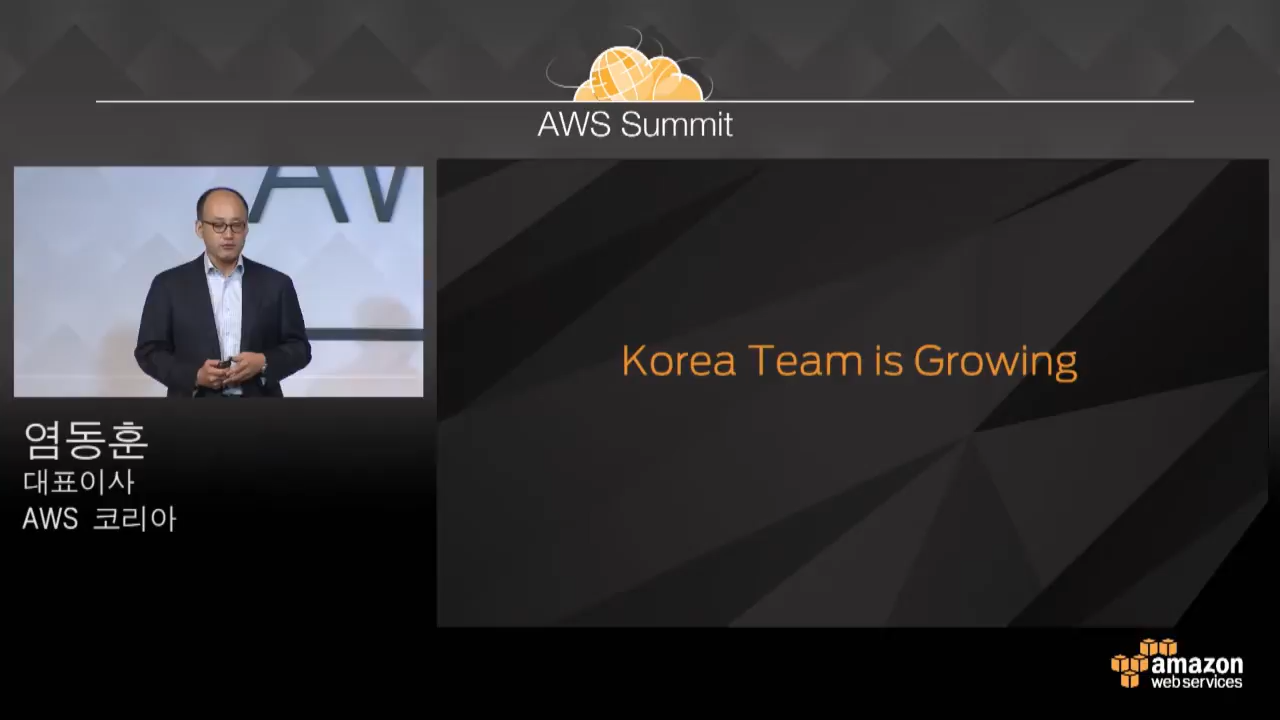 AWS Summit
AW
Korea Team is Growing
염동훈
대표이사
AWS 코리아
amazon
web services